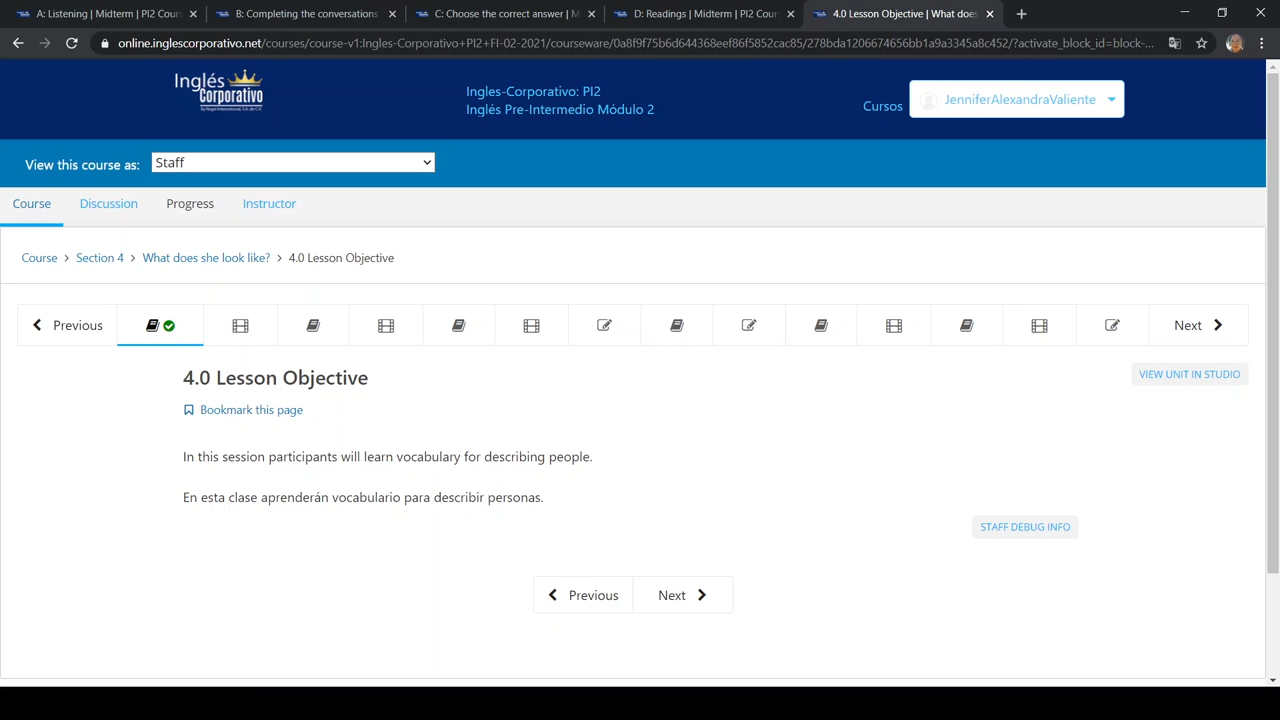 A: Listening | Midterm | PI2 Cour
B: Completing the conversations
C: Choose the correct answer | M
D: Readings | Midterm | PI2 Cour
4.0 Lesson Objective | What does
online.inglescorporativo.net/courses/course-v1:Ingles-Corporativo+PI2+FI-02-2021/courseware/0a8f9f75b6d644368eef86f5852cac85/278bda1206674656bb1a9a3345a8c452/?activate_block_id=block-...
Inglés
Corporativo
Ingles-Corporativo: PI2
Inglés Pre-Intermedio Módulo 2
Cursos
JenniferAlexandraValiente
View this course as:
Staff
Course
Discussion
Progress
Instructor
Course > Section 4 > What does she look like? > 4.0 Lesson Objective
Previous
Next
4.0 Lesson Objective
VIEW UNIT IN STUDIO
Bookmark this page
In this session participants will learn vocabulary for describing people.
En esta clase aprenderán vocabulario para describir personas.
STAFF DEBUG INFO
Previous
Next